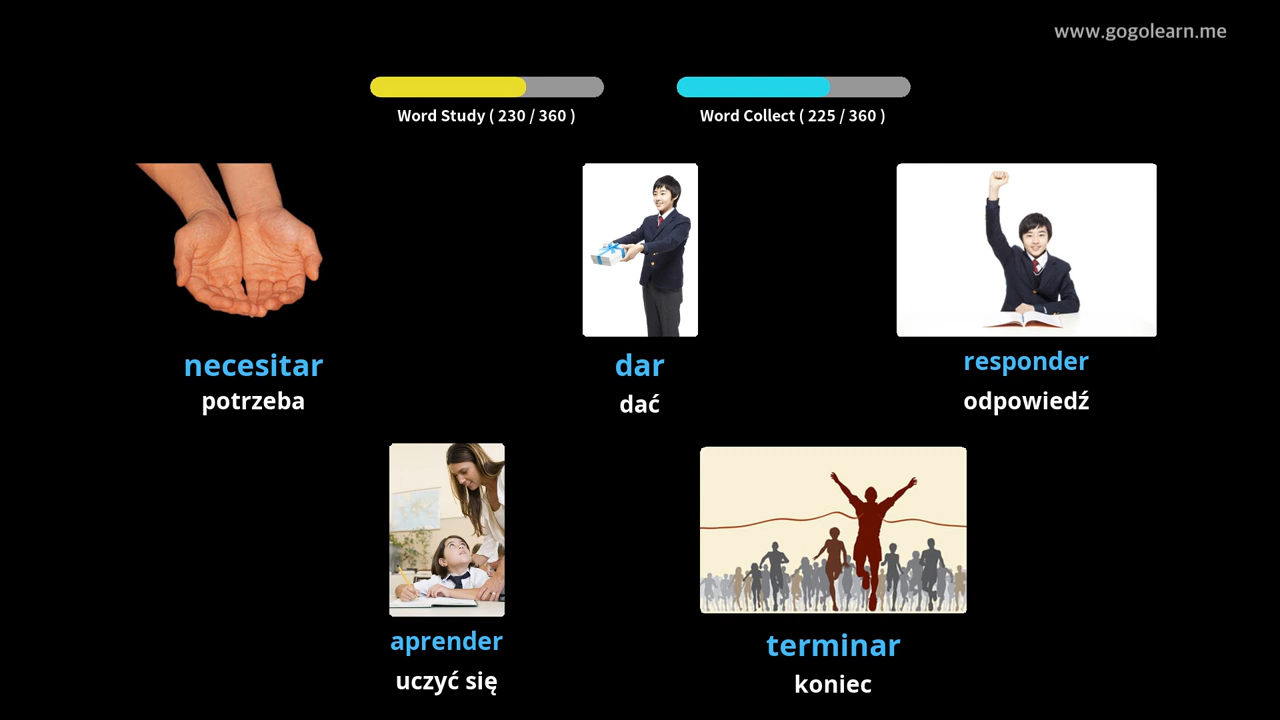 www.gogolearn.me
Word Study ( 230 / 360 )
Word Collect ( 225 / 360 )
necesitar
potrzeba
dar
dać
responder
odpowiedź
aprender
uczyć się
terminar
koniec